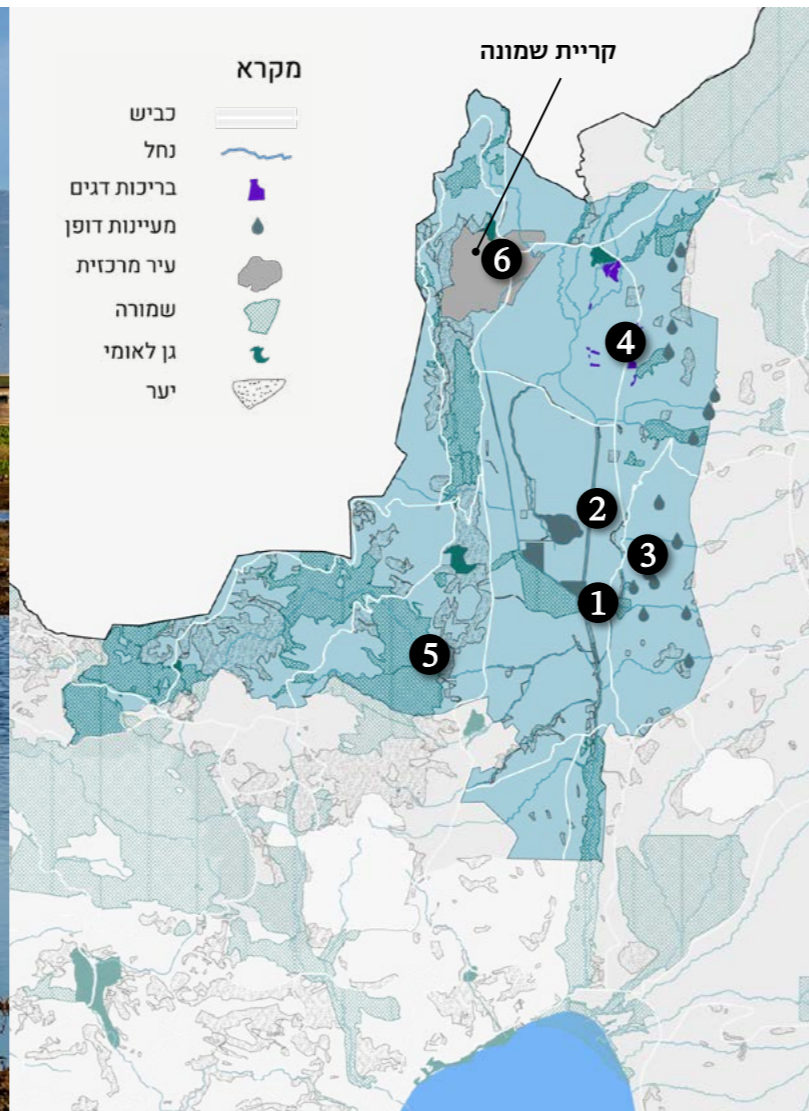 קריית שמונה
מקרא
כביש
נחל
בריכות דגים
מעיינות דופן
עיר מרכזית
שמורה
גן לאומי
יער
6
4
2
3
1
5